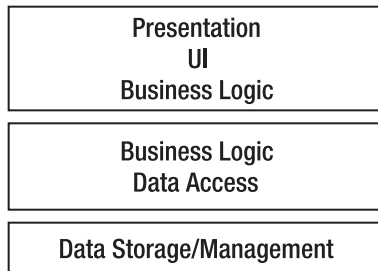 Presentation
UI
Business Logic
Business Logic
Data Access
Data Storage/Management